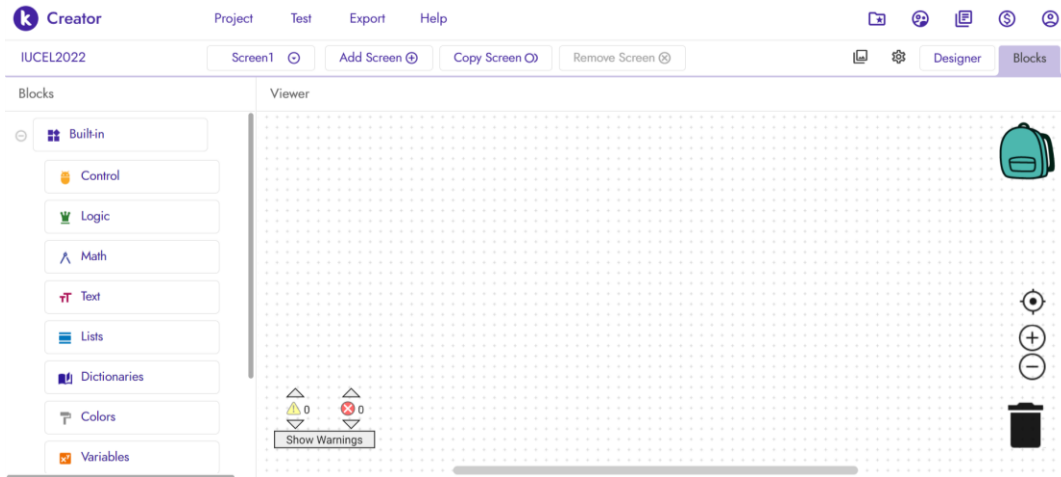 k Creator Project Test Export Help
IUCEL2022 Screen1 Add Screen Copy Screen Remove Screen Designer Blocks
Blocks Viewer
Built-in
Control
Logic
Math
Text
Lists
Dictionaries
Colors
Variables
0 0
Show Warnings